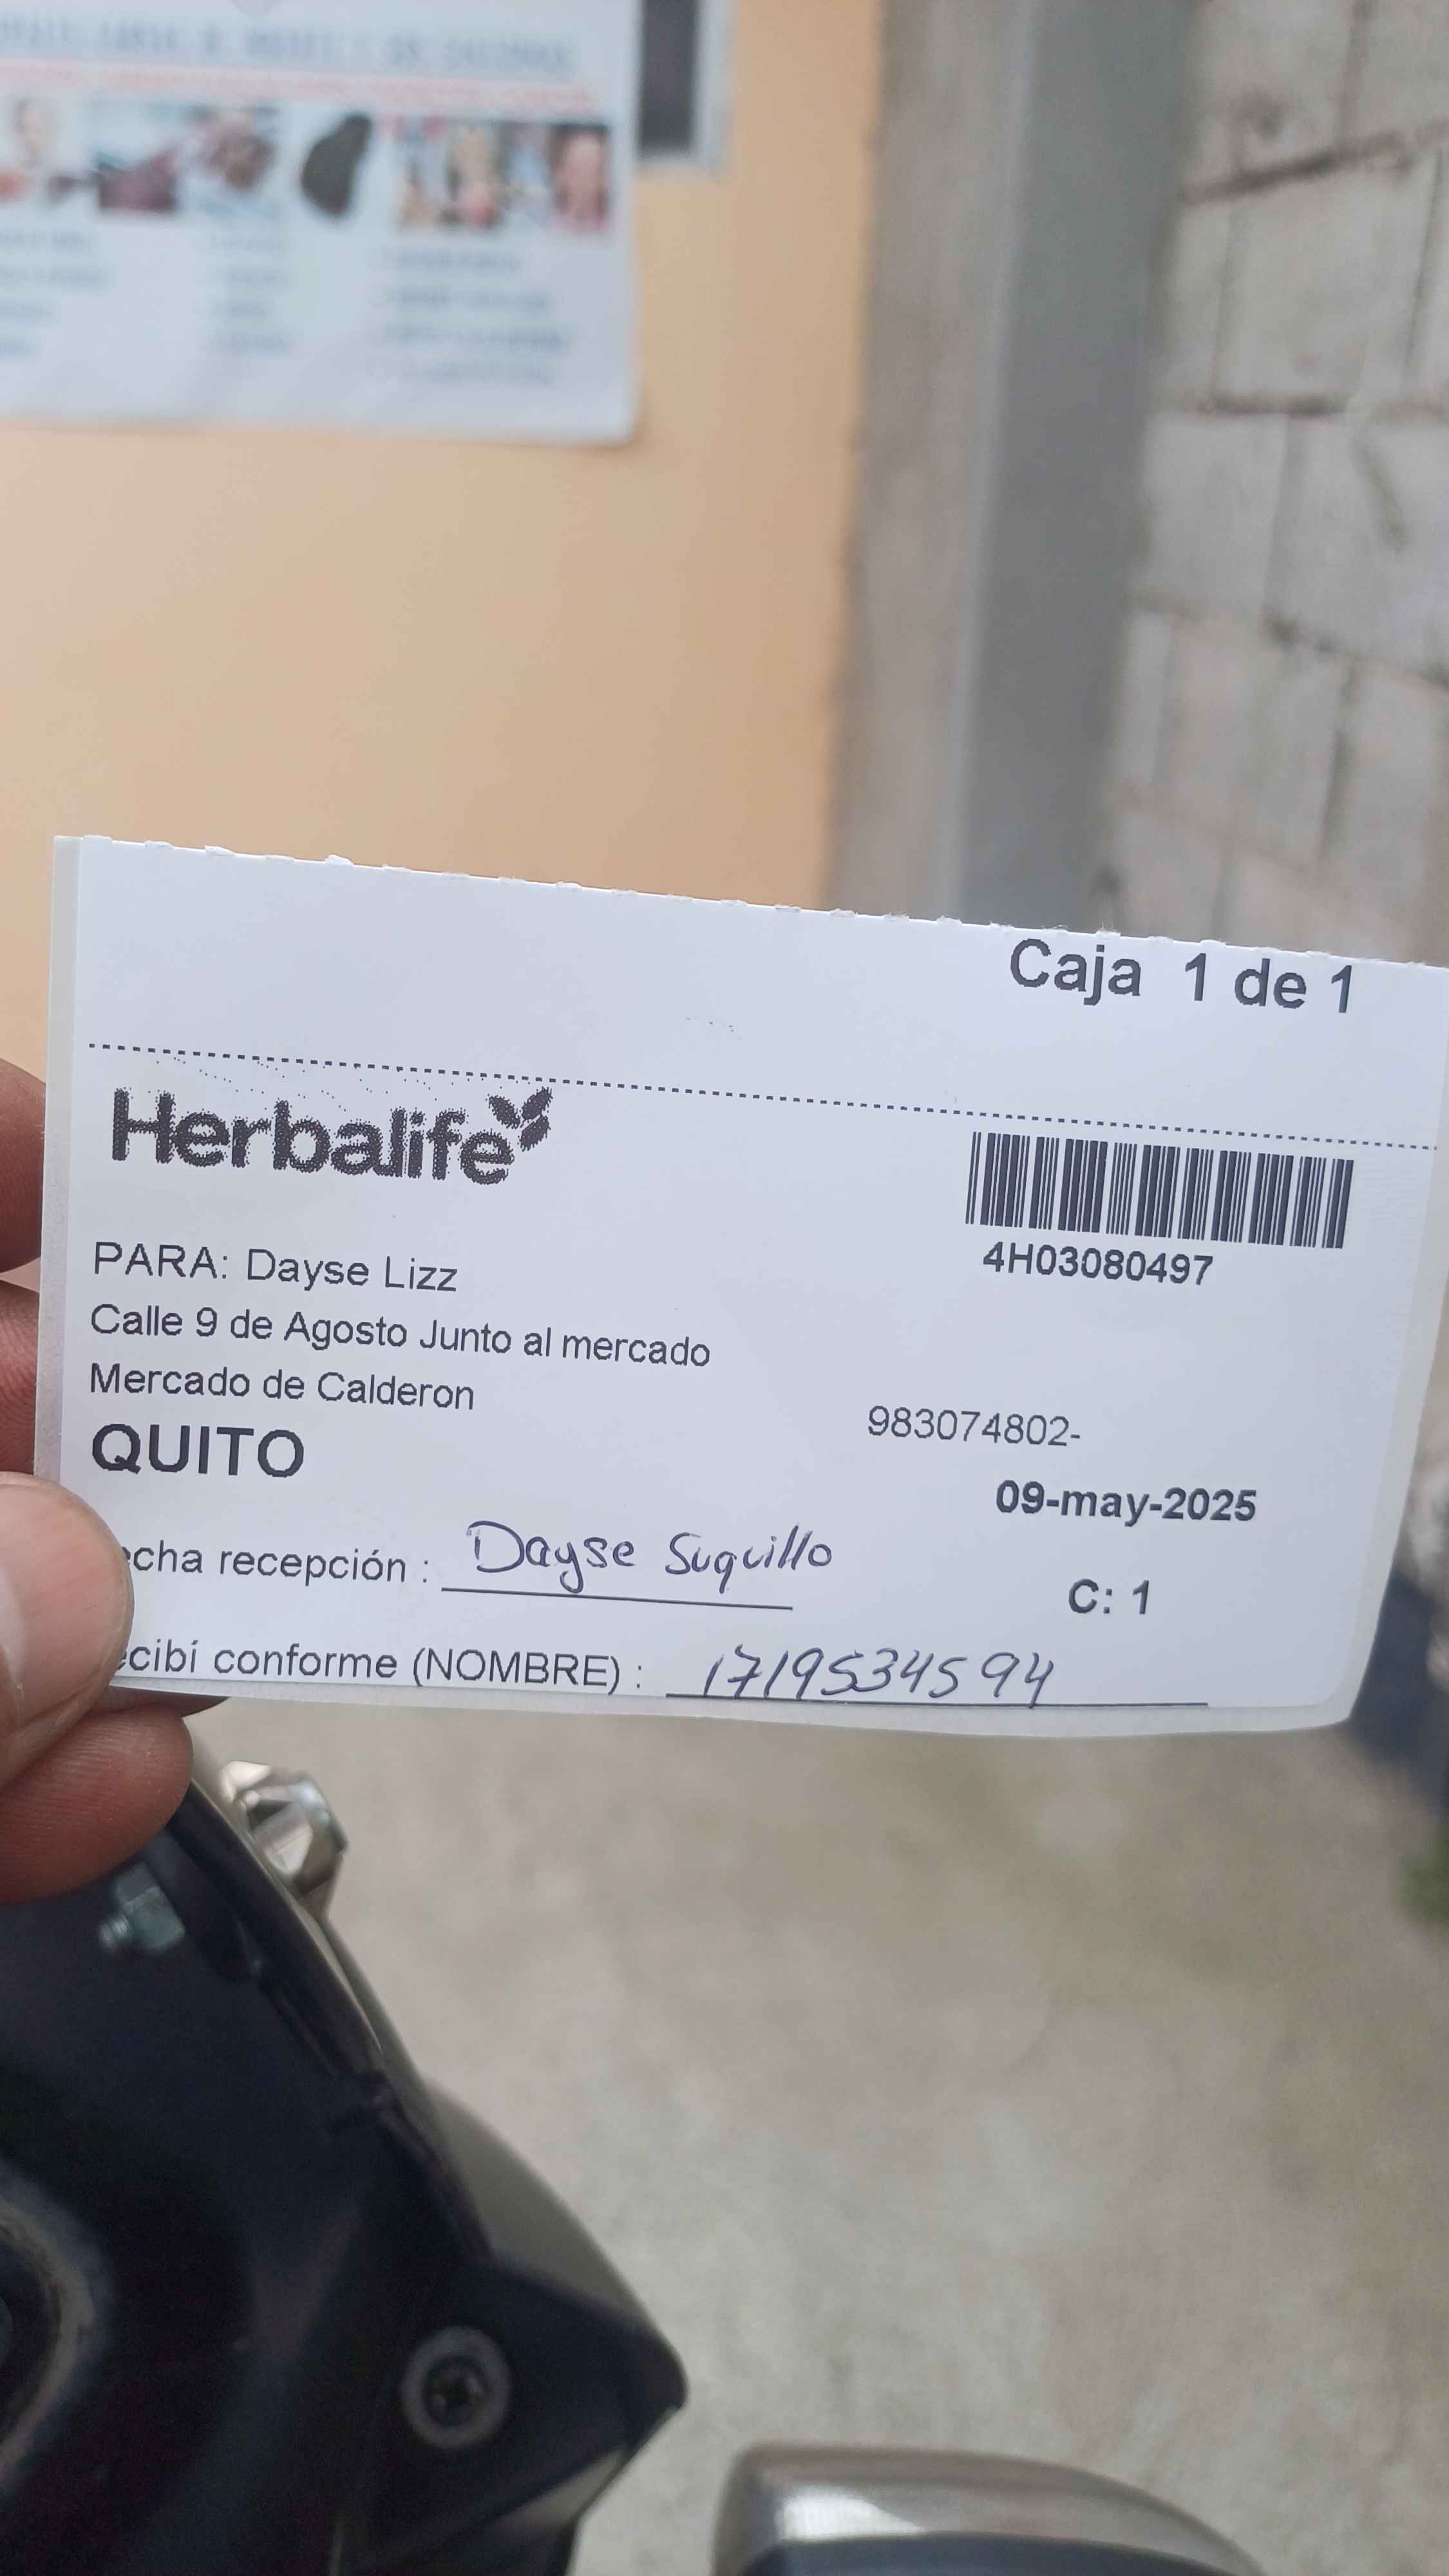 Caja 1 de 1
Herbalife
4H03080497
PARA: Dayse Lizz
Calle 9 de Agosto Junto al mercado
Mercado de Calderon
983074802-
QUITO
09-may-2025
echa recepción : Dayse Suquillo
C: 1
ecibí conforme (NOMBRE) : 1719534594